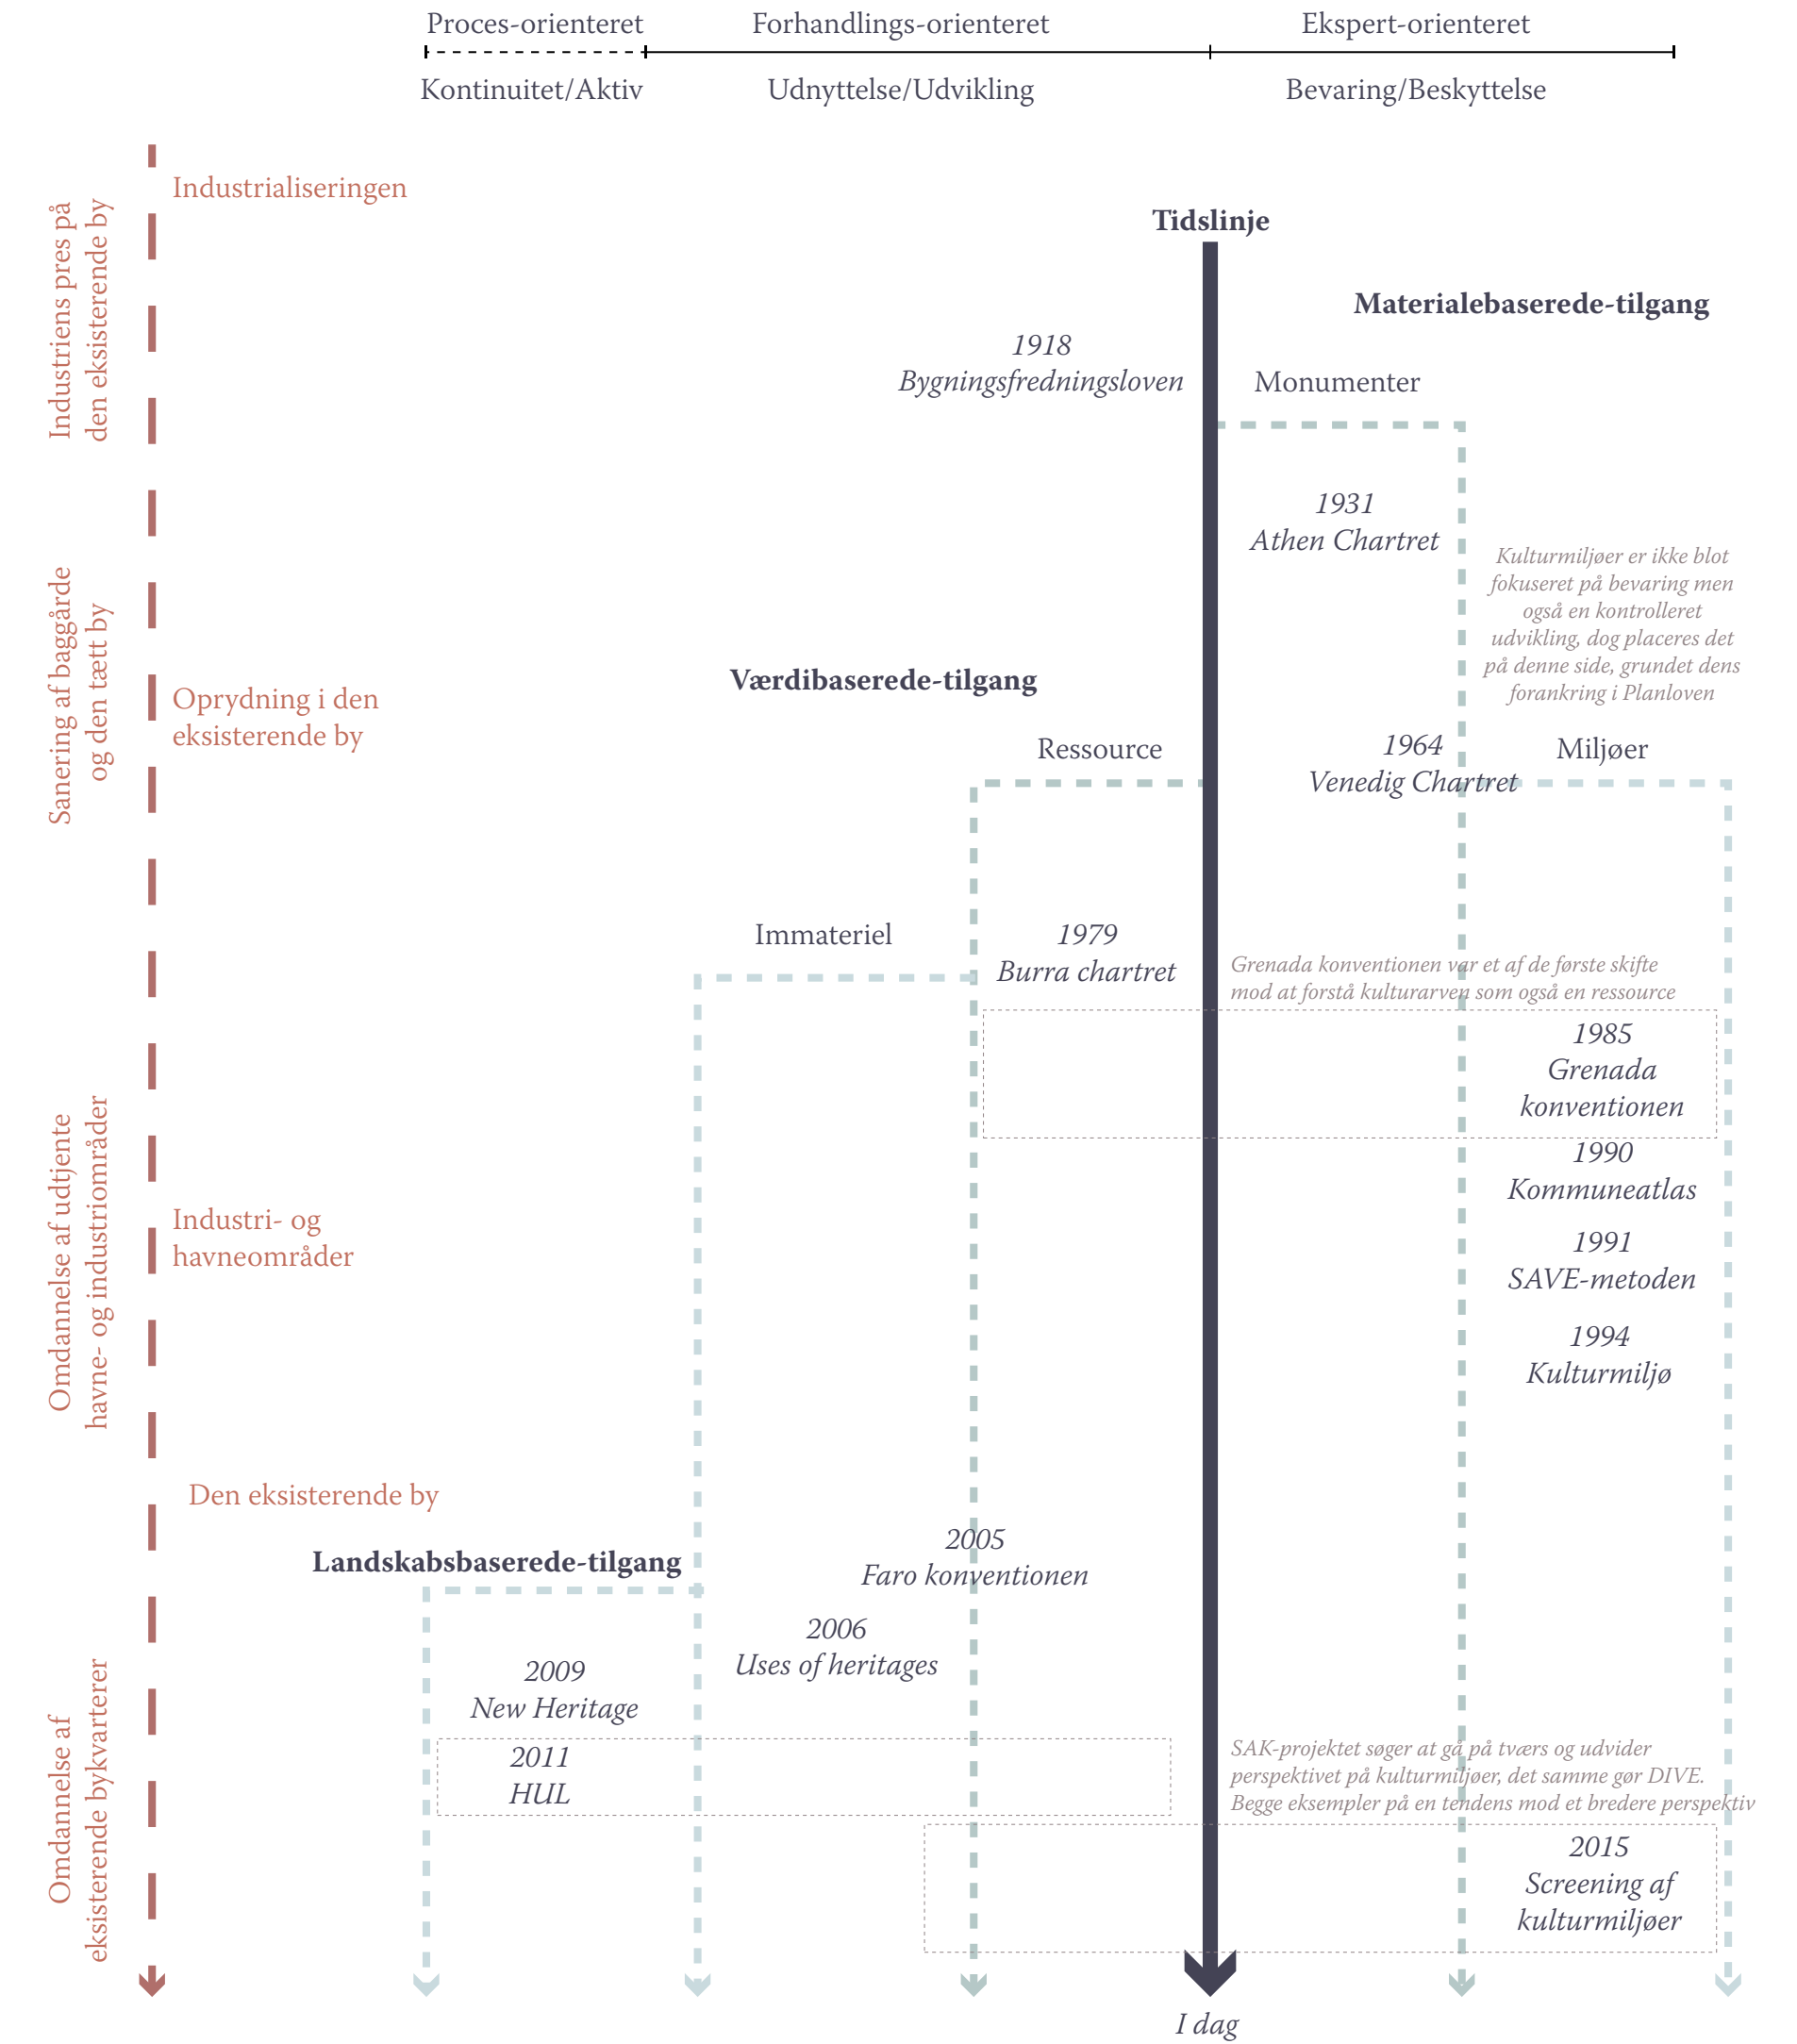 Proces-orienteret
Forhandlings-orienteret
Ekspert-orienteret
Kontinuitet/Aktiv
Udnyttelse/Udvikling
Bevaring/Beskyttelse
Industriens pres på
den eksisterende by
Industrialiseringen
Tidslinje
Materialebaserede-tilgang
1918
Bygningsfredningsloven
Monumenter
1931
Athen Chartret
Kulturmiljøer er ikke blot
fokuseret på bevaring men
også en kontrolleret
udvikling, dog placeres det
på denne side, grundet dens
forankring i Planloven
Sanering af baggårde
og den tætt by
Oprydning i den
eksisterende by
Værdibaserede-tilgang
Ressource
1964
Venedig Chartret
Miljøer
Immateriel
1979
Burra chartret
Grenada konventionen var et af de første skifte
mod at forstå kulturarven som også en ressource
1985
Grenada
konventionen
1990
Kommuneatlas
Omdannelse af udtjente
havne- og industriområder
Industri- og
havneområder
1991
SAVE-metoden
1994
Kulturmiljø
Den eksisterende by
Landskabsbaserede-tilgang
2005
Faro konventionen
2006
Uses of heritages
2009
New Heritage
2011
HUL
Omdannelse af
eksisterende bykvarterer
SAK-projektet søger at gå på tværs og udvider
perspektivet på kulturmiljøer, det samme gør DIVE.
Begge eksempler på en tendens mod et bredere perspektiv
2015
Screening af
kulturmiljøer
I dag